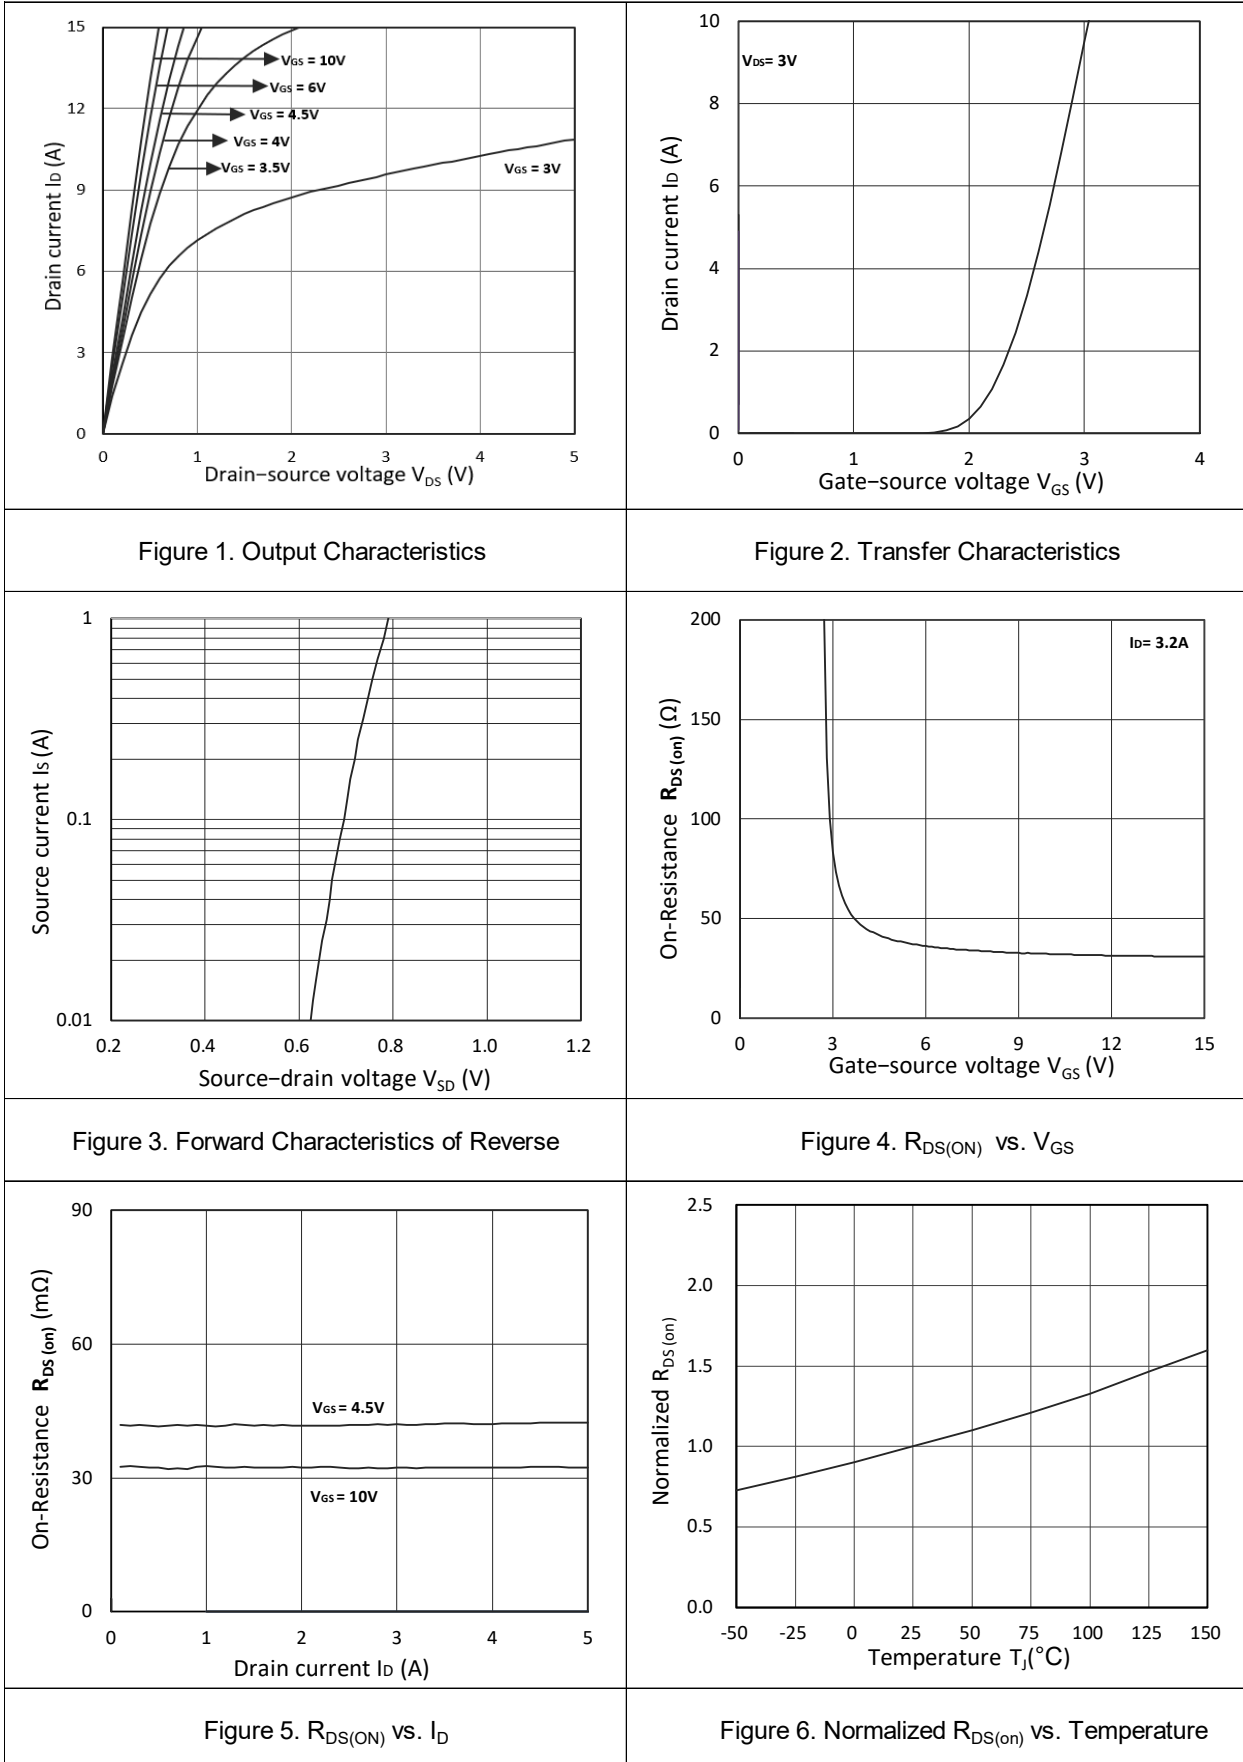 15
12
9
6
3
0
Drain current ID (A)
VGS = 10V
VGS = 6V
VGS = 4.5V
VGS = 4V
VGS = 3.5V
VGS = 3V
0 1 2 3 4 5
Drain−source voltage VDS (V)
10
8
6
4
2
0
Drain current ID (A)
VDS= 3V
0 1 2 3 4
Gate−source voltage VGS (V)
Figure 1. Output Characteristics
Figure 2. Transfer Characteristics
1
0.1
0.01
Source current IS (A)
0.2 0.4 0.6 0.8 1.0 1.2
Source−drain voltage VSD (V)
200
150
100
50
0
On-Resistance RDS(on) (Ω)
ID= 3.2A
0 3 6 9 12 15
Gate−source voltage VGS (V)
Figure 3. Forward Characteristics of Reverse
Figure 4. RDS(ON) vs. VGS
90
60
30
0
On-Resistance RDS(on) (mΩ)
VGS = 4.5V
VGS = 10V
0 1 2 3 4 5
Drain current ID (A)
2.5
2.0
1.5
1.0
0.5
0.0
Normalized RDS(on)
-50 -25 0 25 50 75 100 125 150
Temperature TJ(°C)
Figure 5. RDS(ON) vs. ID
Figure 6. Normalized RDS(on) vs. Temperature